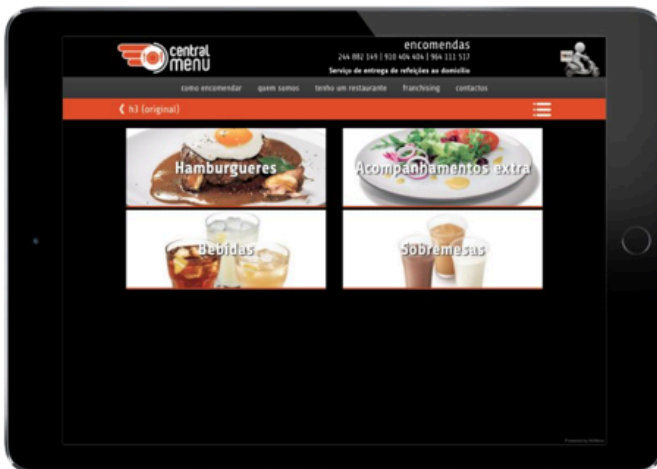 central
menu
encomendas
244 882 149 | 910 404 404 | 964 111 517
Serviço de entrega de refeições ao domicílio
como encomendar quem somos tenho um restaurante franchising contactos
h3 (original)
Hamburgueres
Acompanhamentos extra
Bebidas
Sobremesas